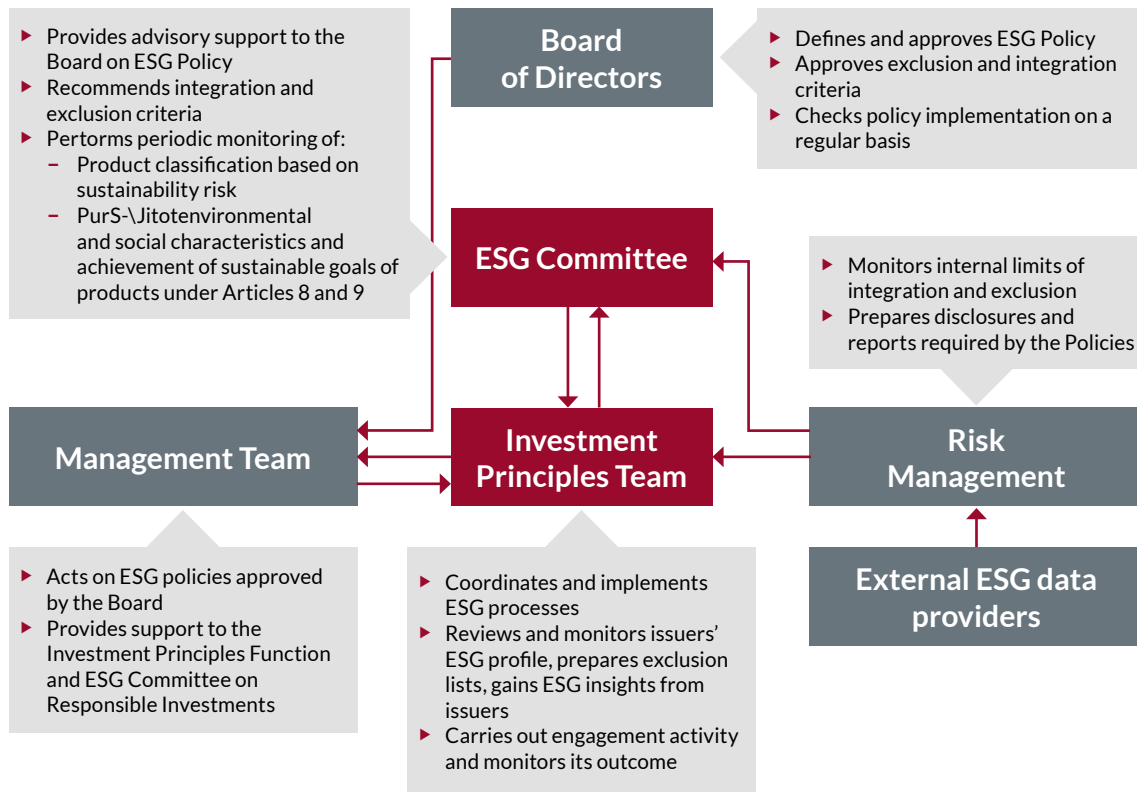 ▶ Provides advisory support to the
Board on ESG Policy
▶ Recommends integration and
exclusion criteria
▶ Pertorms periodic monitoring of:
– Product classification based on
sustainability risk
– PurS-\Jitotenvironmental
and social characteristics and
achievement of sustainable goals of
products under Articles 8 and 9
Board
of Directors
▶ Defines and approves ESG Policy
▶ Approves exclusion and integration
criteria
▶ Checks policy implementation on a
regular basis
ESG Committee
▶ Monitors internal limits of
integration and exclusion
▶ Prepares disclosures and
reports required by the Policies
Management Team
Investment
Principles Team
Risk
Management
▶ Acts on ESG policies approved
by the Board
▶ Provides support to the
Investment Principles Function
and ESG Committee on
Responsible Investments
▶ Coordinates and implements
ESG processes
▶ Reviews and monitors issuers’
ESG profile, prepares exclusion
lists, gains ESG insights from
issuers
▶ Carries out engagement activity
and monitors its outcome
External ESG data
providers